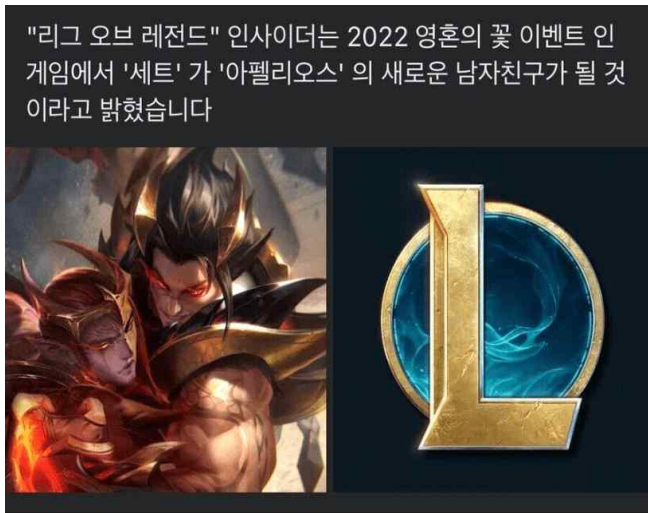 "리그 오브 레전드" 인사이더는 2022 영혼의 꽃 이벤트 인
게임에서 '세트' 가 '아펠리오스' 의 새로운 남자친구가 될 것
이라고 밝혔습니다
L